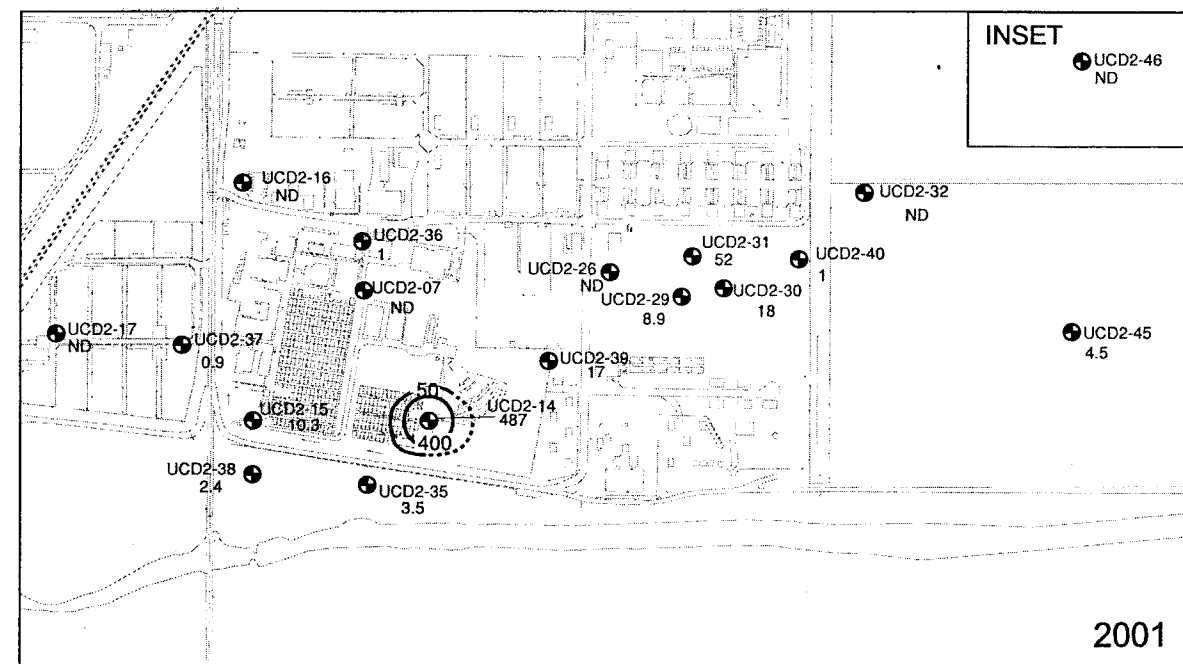 INSET
UCD2-46
ND
UCD2-16
ND
UCD2-32
ND
UCD2-36
1
UCD2-31
52
UCD2-40
1
UCD2-26
ND
UCD2-07
ND
UCD2-29
8.9
UCD2-30
18
UCD2-17
ND
UCD2-37
0.9
UCD2-45
4.5
UCD2-39
17
50
UCD2-14
487
UCD2-15
10.3
400
UCD2-38
2.4
UCD2-35
3.5
2001